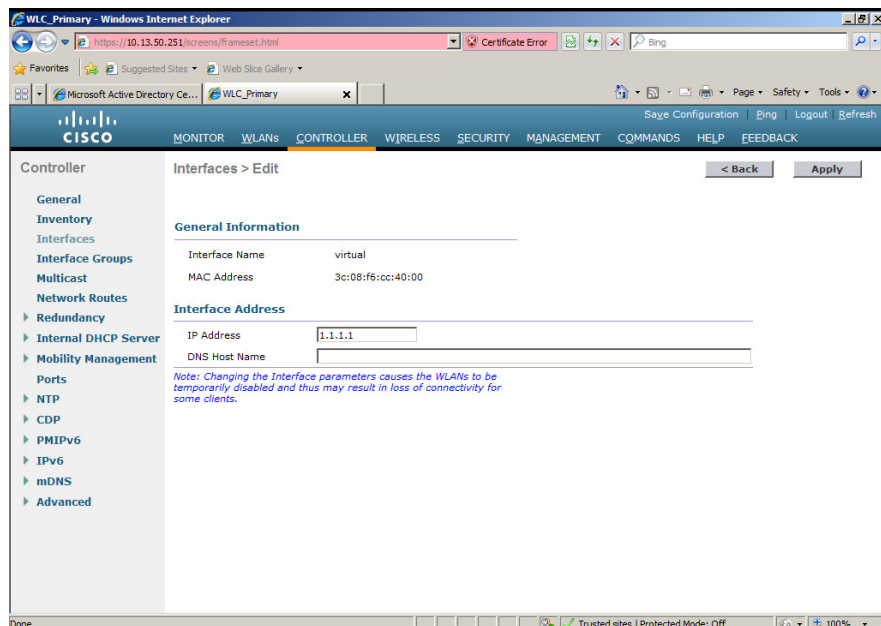 WLC_Primary - Windows Internet Explorer
https://10.13.50.251/screens/frameset.html
Certificate Error
Bing
Favorites
Suggested Sites
Web Slice Gallery
Microsoft Active Directory Ce...
WLC_Primary
Page
Safety
Tools
Save Configuration | Ping | Logout | Refresh
CISCO
MONITOR WLANs CONTROLLER WIRELESS SECURITY MANAGEMENT COMMANDS HELP FEEDBACK
Controller
General
Inventory
Interfaces
Interface Groups
Multicast
Network Routes
Redundancy
Internal DHCP Server
Mobility Management
Ports
NTP
CDP
PMIPv6
IPv6
mDNS
Advanced
Interfaces > Edit
< Back
Apply
General Information
Interface Name virtual
MAC Address 3c:08:f6:cc:40:00
Interface Address
IP Address 1.1.1.1
DNS Host Name
Note: Changing the Interface parameters causes the WLANs to be
temporarily disabled and thus may result in loss of connectivity for
some clients.
Done
Trusted sites | Protected Mode: Off
100%